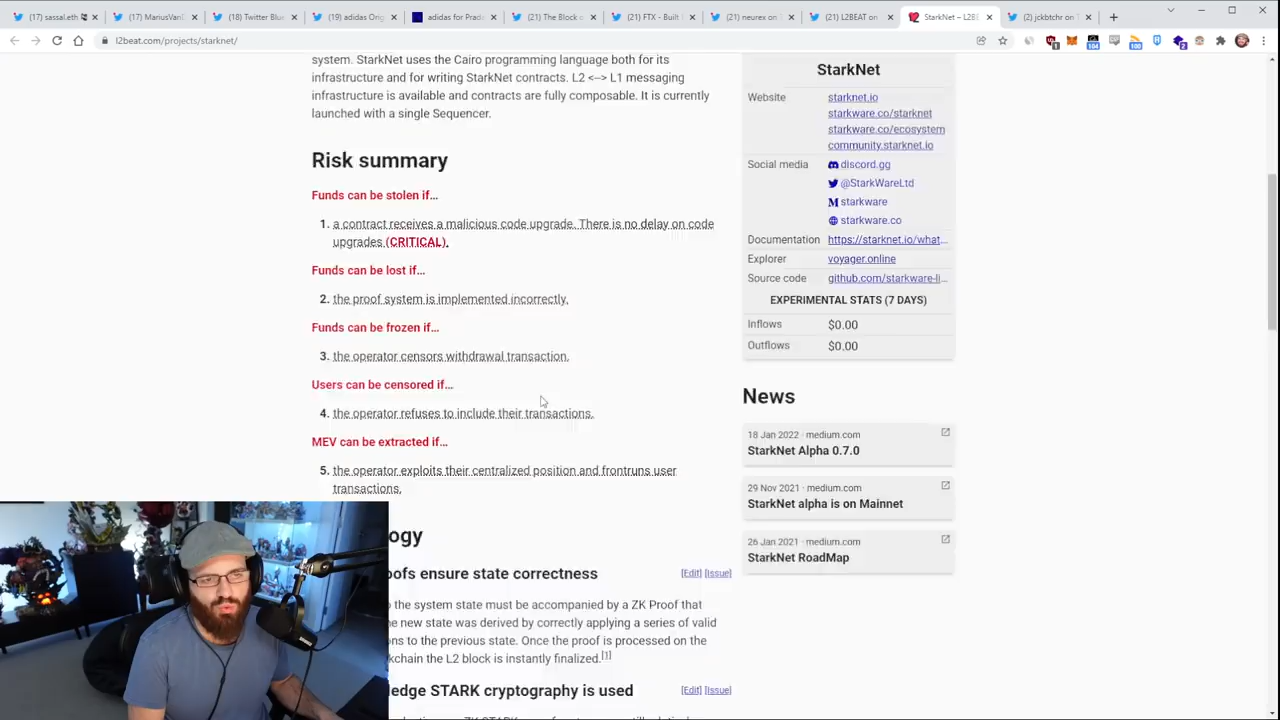 (17) sassal.eth
(17) MariusVan
(18) Twitter Blu
(19) adidas Orig
adidas for Prad
(21) The Block o
(21) FTX - Built
(21) neurex on
(21) L2BEAT on
StarkNet – L2B
(2) jckbtchr on T
l2beat.com/projects/starknet/
system. StarkNet uses the Cairo programming language both for its
infrastructure and for writing StarkNet contracts. L2 <--> L1 messaging
infrastructure is available and contracts are fully composable. It is currently
launched with a single Sequencer.
Risk summary
Funds can be stolen if…
1. a contract receives a malicious code upgrade. There is no delay on code
upgrades (CRITICAL).
Funds can be lost if…
2. the proof system is implemented incorrectly.
Funds can be frozen if…
3. the operator censors withdrawal transaction.
Users can be censored if…
4. the operator refuses to include their transactions.
MEV can be extracted if…
5. the operator exploits their centralized position and frontruns user
transactions.
ogy
oofs ensure state correctness
[Edit] [Issue]
o the system state must be accompanied by a ZK Proof that
he new state was derived by correctly applying a series of valid
ons to the previous state. Once the proof is processed on the
kchain the L2 block is instantly finalized.[1]
ledge STARK cryptography is used
[Edit] [Issue]
StarkNet
Website
starknet.io
starkware.co/starknet
starkware.co/ecosystem
community.starknet.io
Social media
discord.gg
@StarkWareLtd
starkware
starkware.co
Documentation
https://starknet.io/what...
Explorer
voyager.online
Source code
github.com/starkware-li...
EXPERIMENTAL STATS (7 DAYS)
Inflows
$0.00
Outflows
$0.00
News
18 Jan 2022 · medium.com
StarkNet Alpha 0.7.0
29 Nov 2021 · medium.com
StarkNet alpha is on Mainnet
26 Jan 2021 · medium.com
StarkNet RoadMap